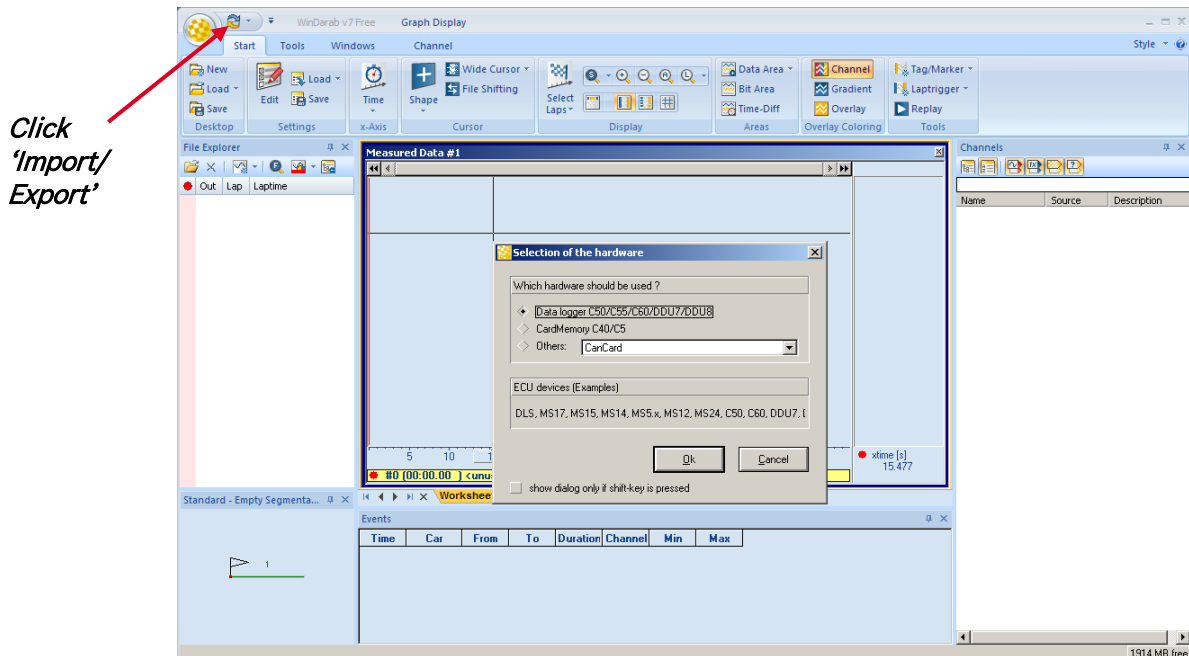 Click
‘Import/
Export’
WinDarab v7 Free Graph Display
Start Tools Windows Channel Style
New
Load
Save
Desktop
Edit
Load
Save
Settings
Time
x-Axis
Shape
Wide Cursor
File Shifting
Cursor
Select
Laps
Display
Data Area
Bit Area
Time-Diff
Areas
Channel
Gradient
Overlay
Overlay Coloring
Tag/Marker
Laptrigger
Replay
Tools
File Explorer
Out Lap Laptime
Measured Data #1
Selection of the hardware
Which hardware should be used ?
Data logger C50/C55/C60/DDU7/DDU8
CardMemory C40/C5
Others: CanCard
ECU devices (Examples)
DLS, MS17, MS15, MS14, MS5.x, MS12, MS24, C50, C60, DDU7, [
Ok Cancel
show dialog only if shift-key is pressed
5 10 1
#0 (00:00.00 ) <unu
xtime [s]
15.477
Workshee
Channels
Name Source Description
Standard - Empty Segmenta...
1
Events
Time Car From To Duration Channel Min Max
1914 MB free